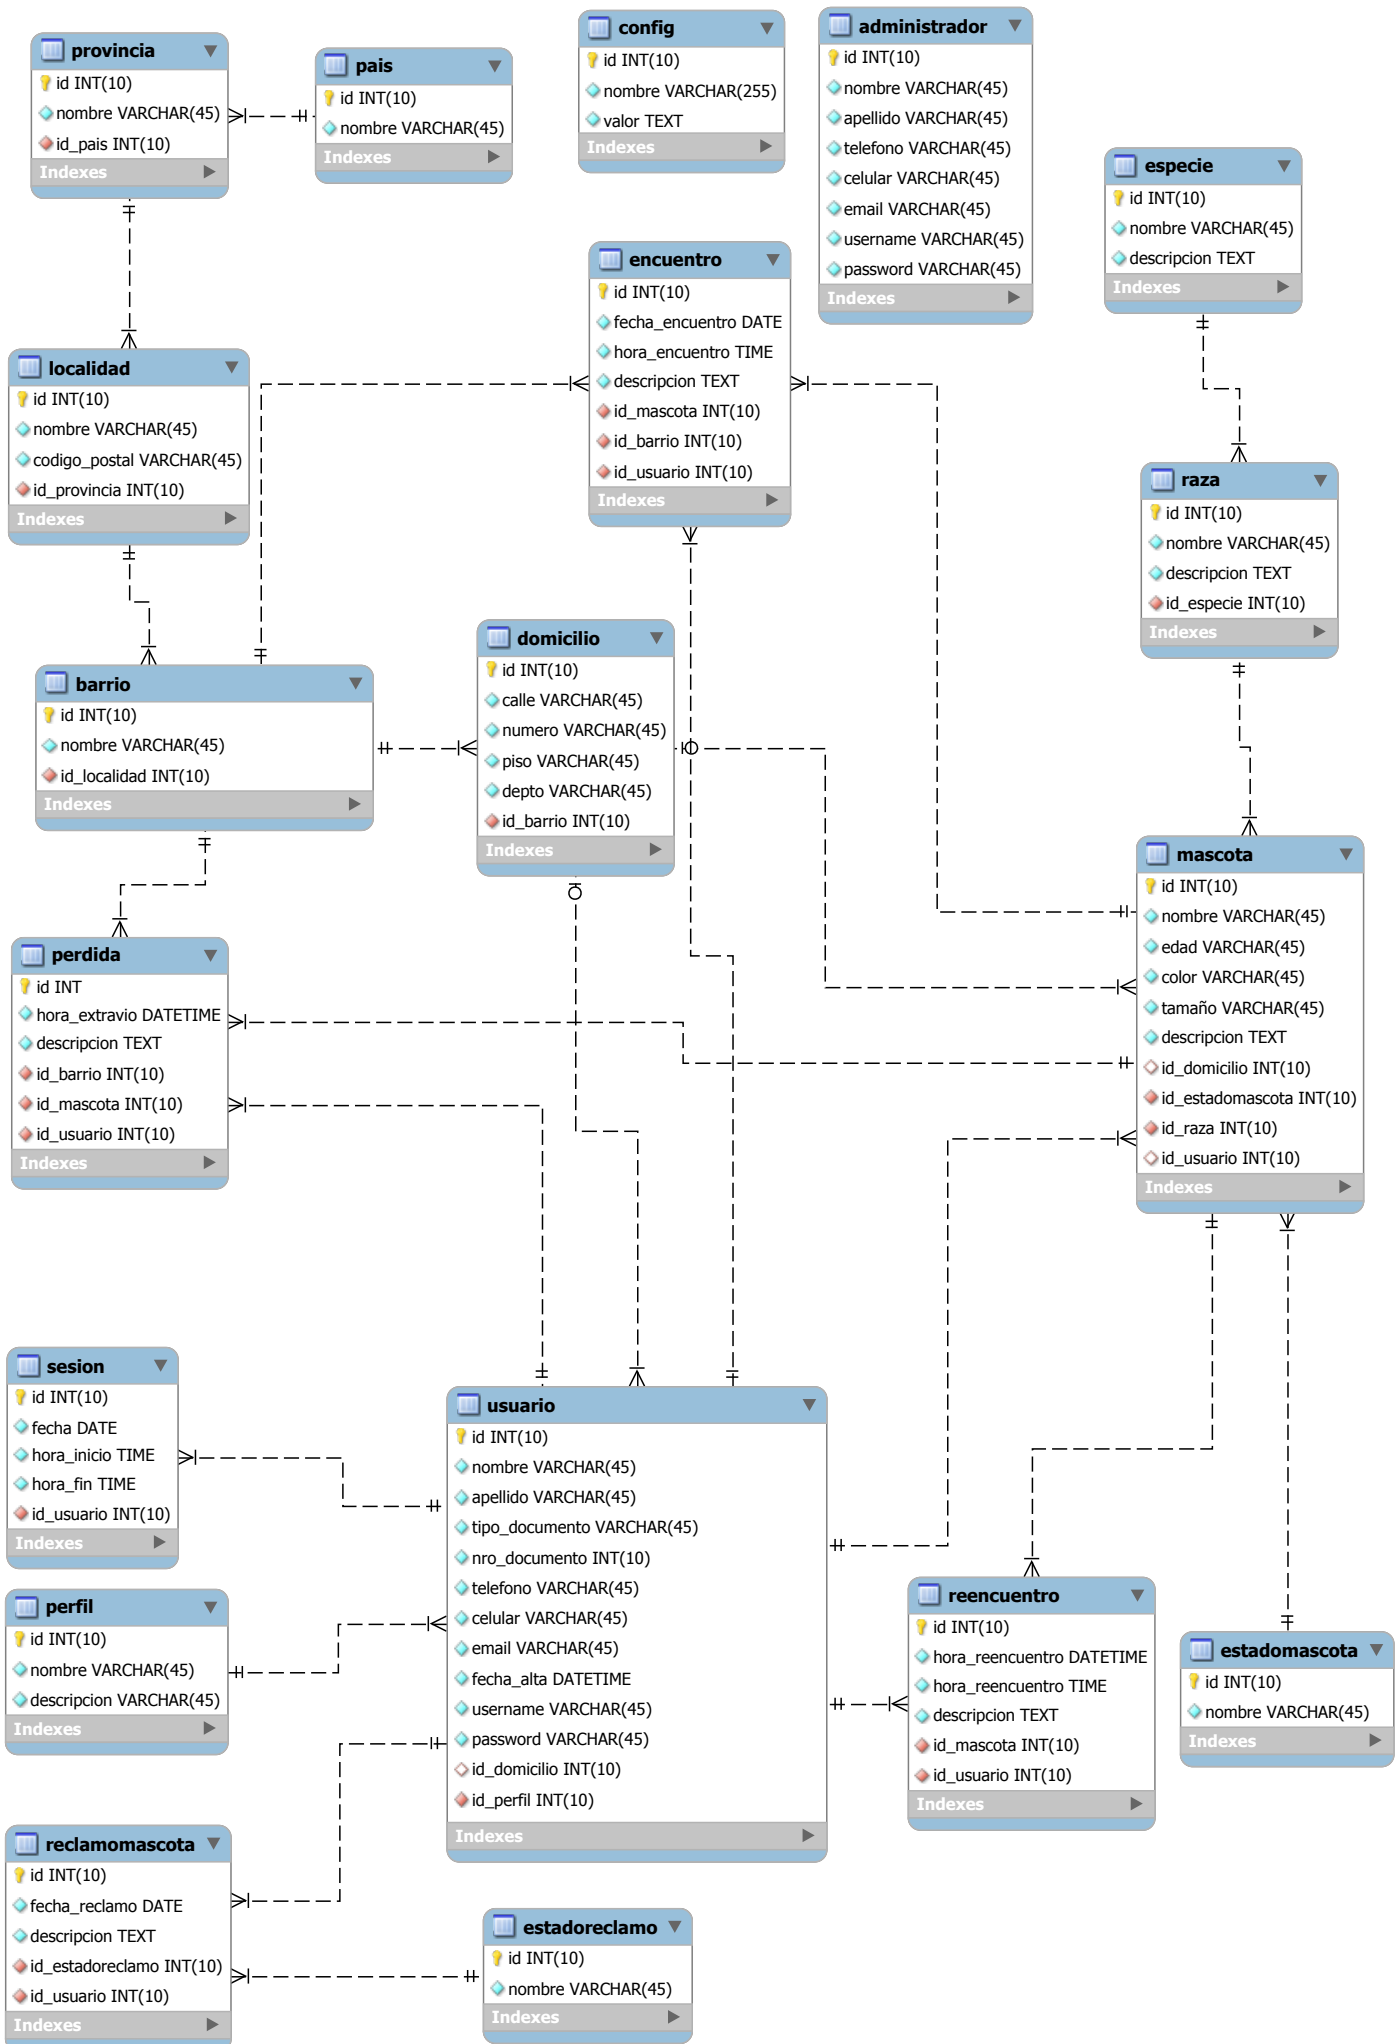 provincia
id INT(10)
nombre VARCHAR(45)
id_pais INT(10)
Indexes
pais
id INT(10)
nombre VARCHAR(45)
Indexes
config
id INT(10)
nombre VARCHAR(255)
valor TEXT
Indexes
administrador
id INT(10)
nombre VARCHAR(45)
apellido VARCHAR(45)
telefono VARCHAR(45)
celular VARCHAR(45)
email VARCHAR(45)
username VARCHAR(45)
password VARCHAR(45)
Indexes
especie
id INT(10)
nombre VARCHAR(45)
descripcion TEXT
Indexes
encuentro
id INT(10)
fecha_encuentro DATE
hora_encuentro TIME
descripcion TEXT
id_mascota INT(10)
id_barrio INT(10)
id_usuario INT(10)
Indexes
localidad
id INT(10)
nombre VARCHAR(45)
codigo_postal VARCHAR(45)
id_provincia INT(10)
Indexes
raza
id INT(10)
nombre VARCHAR(45)
descripcion TEXT
id_especie INT(10)
Indexes
domicilio
id INT(10)
calle VARCHAR(45)
numero VARCHAR(45)
piso VARCHAR(45)
depto VARCHAR(45)
id_barrio INT(10)
Indexes
barrio
id INT(10)
nombre VARCHAR(45)
id_localidad INT(10)
Indexes
mascota
id INT(10)
nombre VARCHAR(45)
edad VARCHAR(45)
color VARCHAR(45)
tamaño VARCHAR(45)
descripcion TEXT
id_domicilio INT(10)
id_estadomascota INT(10)
id_raza INT(10)
id_usuario INT(10)
Indexes
perdida
id INT
hora_extravio DATETIME
descripcion TEXT
id_barrio INT(10)
id_mascota INT(10)
id_usuario INT(10)
Indexes
sesion
id INT(10)
fecha DATE
hora_inicio TIME
hora_fin TIME
id_usuario INT(10)
Indexes
usuario
id INT(10)
nombre VARCHAR(45)
apellido VARCHAR(45)
tipo_documento VARCHAR(45)
nro_documento INT(10)
telefono VARCHAR(45)
celular VARCHAR(45)
email VARCHAR(45)
fecha_alta DATETIME
username VARCHAR(45)
password VARCHAR(45)
id_domicilio INT(10)
id_perfil INT(10)
Indexes
perfil
id INT(10)
nombre VARCHAR(45)
descripcion VARCHAR(45)
Indexes
reencuentro
id INT(10)
hora_reencuentro DATETIME
hora_reencuentro TIME
descripcion TEXT
id_mascota INT(10)
id_usuario INT(10)
Indexes
estadomascota
id INT(10)
nombre VARCHAR(45)
Indexes
reclamomascota
id INT(10)
fecha_reclamo DATE
descripcion TEXT
id_estadoreclamo INT(10)
id_usuario INT(10)
Indexes
estadoreclamo
id INT(10)
nombre VARCHAR(45)
Indexes